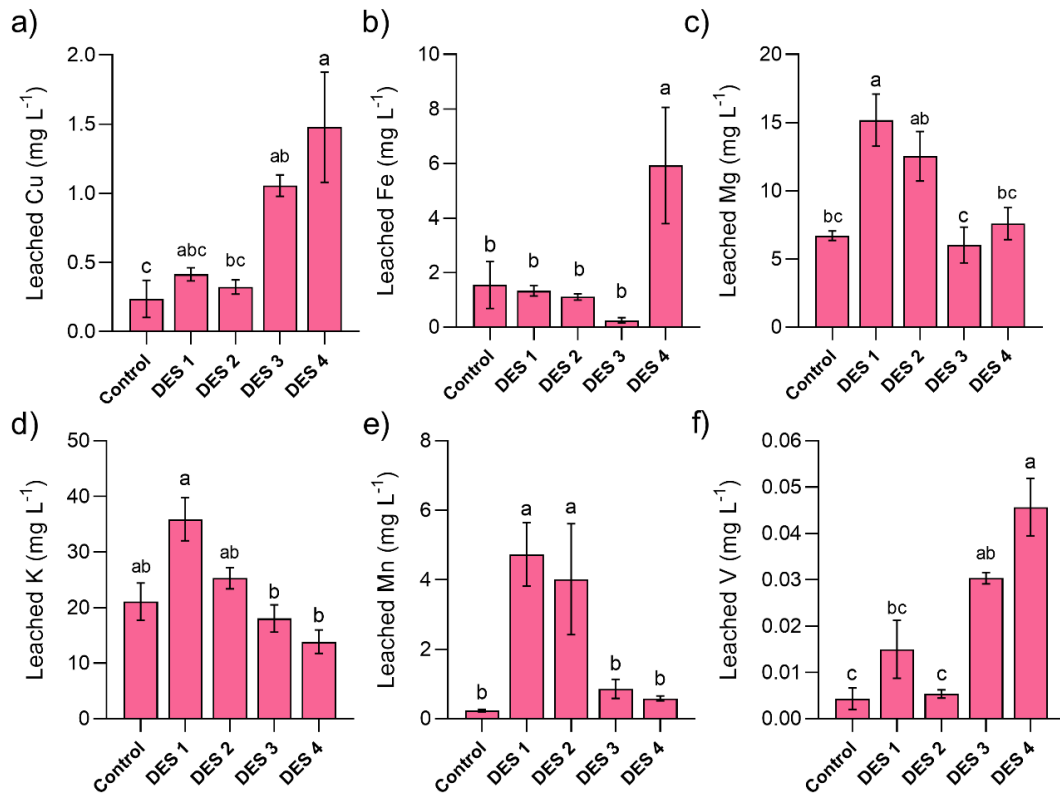 a)
Leached Cu (mg L⁻¹)
2.0
1.5
1.0
0.5
0.0
c
abc
bc
ab
a
Control
DES 1
DES 2
DES 3
DES 4
b)
Leached Fe (mg L⁻¹)
10
8
6
4
2
0
b
b
b
b
a
Control
DES 1
DES 2
DES 3
DES 4
c)
Leached Mg (mg L⁻¹)
20
15
10
5
0
bc
a
ab
c
bc
Control
DES 1
DES 2
DES 3
DES 4
d)
Leached K (mg L⁻¹)
50
40
30
20
10
0
ab
a
ab
b
b
Control
DES 1
DES 2
DES 3
DES 4
e)
Leached Mn (mg L⁻¹)
8
6
4
2
0
b
a
a
b
b
Control
DES 1
DES 2
DES 3
DES 4
f)
Leached V (mg L⁻¹)
0.06
0.05
0.04
0.03
0.02
0.01
0.00
c
bc
c
ab
a
Control
DES 1
DES 2
DES 3
DES 4